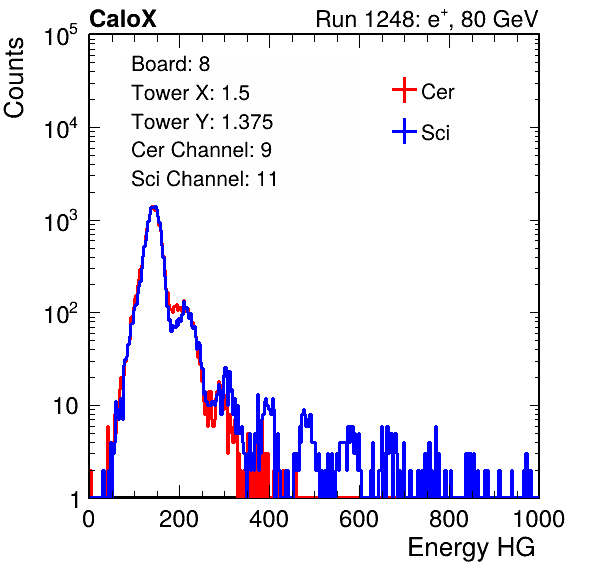 CaloX Run 1248: e⁺, 80 GeV
Counts
10⁵
10⁴
10³
10²
10
1
Board: 8
Tower X: 1.5
Tower Y: 1.375
Cer Channel: 9
Sci Channel: 11
Cer
Sci
0 200 400 600 800 1000
Energy HG